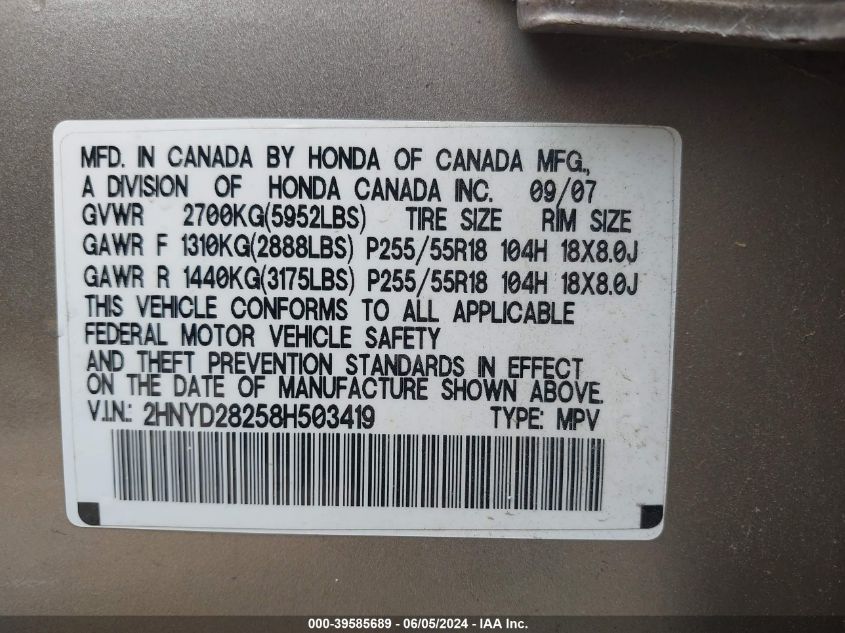 MFD. IN CANADA BY HONDA OF CANADA MFG.,
A DIVISION OF HONDA CANADA INC. 09/07
GVWR 2700KG(5952LBS) TIRE SIZE RIM SIZE
GAWR F 1310KG(2888LBS) P255/55R18 104H 18X8.0J
GAWR R 1440KG(3175LBS) P255/55R18 104H 18X8.0J
THIS VEHICLE CONFORMS TO ALL APPLICABLE
FEDERAL MOTOR VEHICLE SAFETY
AND THEFT PREVENTION STANDARDS IN EFFECT
ON THE DATE OF MANUFACTURE SHOWN ABOVE.
V.I.N.: 2HNYD28258H503419 TYPE: MPV
000-39585689 - 06/05/2024 - IAA Inc.